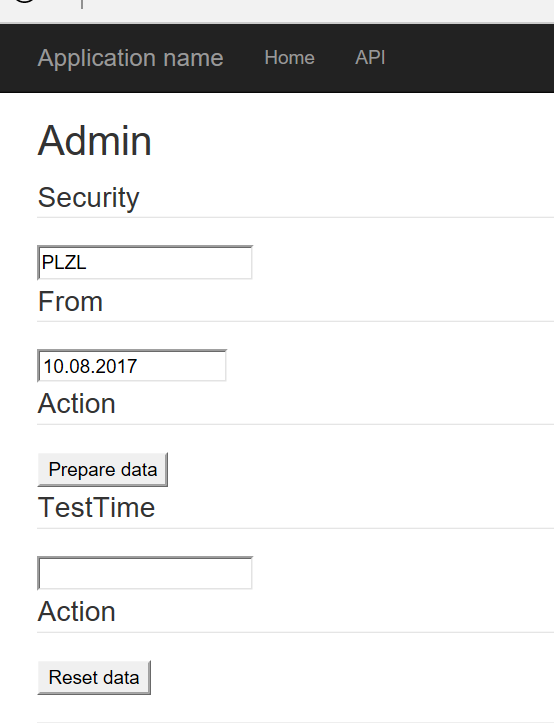 Application name Home API
Admin
Security
PLZL
From
10.08.2017
Action
Prepare data
TestTime
Action
Reset data